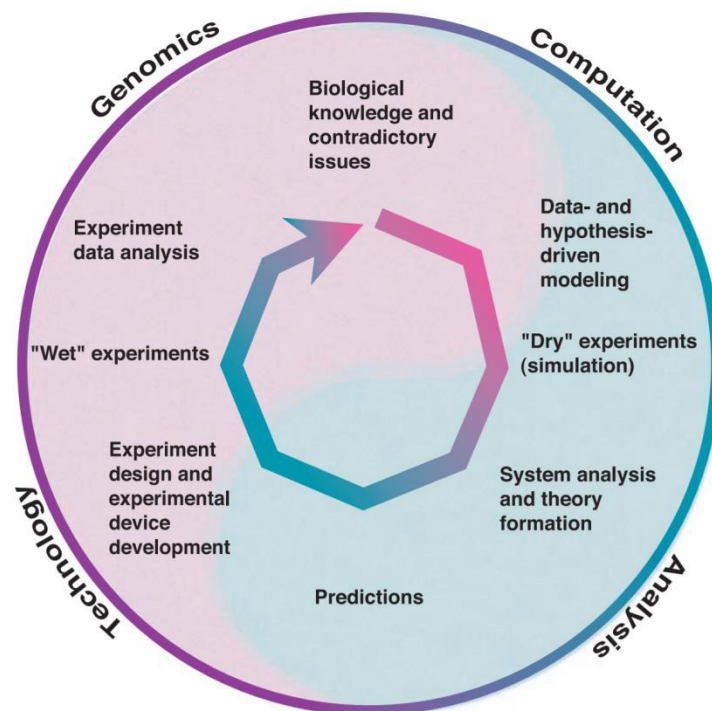 Genomics
Computation
Biological
knowledge and
contradictory
issues
Data- and
hypothesis-
driven
modeling
"Dry" experiments
(simulation)
System analysis
and theory
formation
Predictions
Experiment
design and
experimental
device
development
"Wet" experiments
Experiment
data analysis
Technology
Analysis